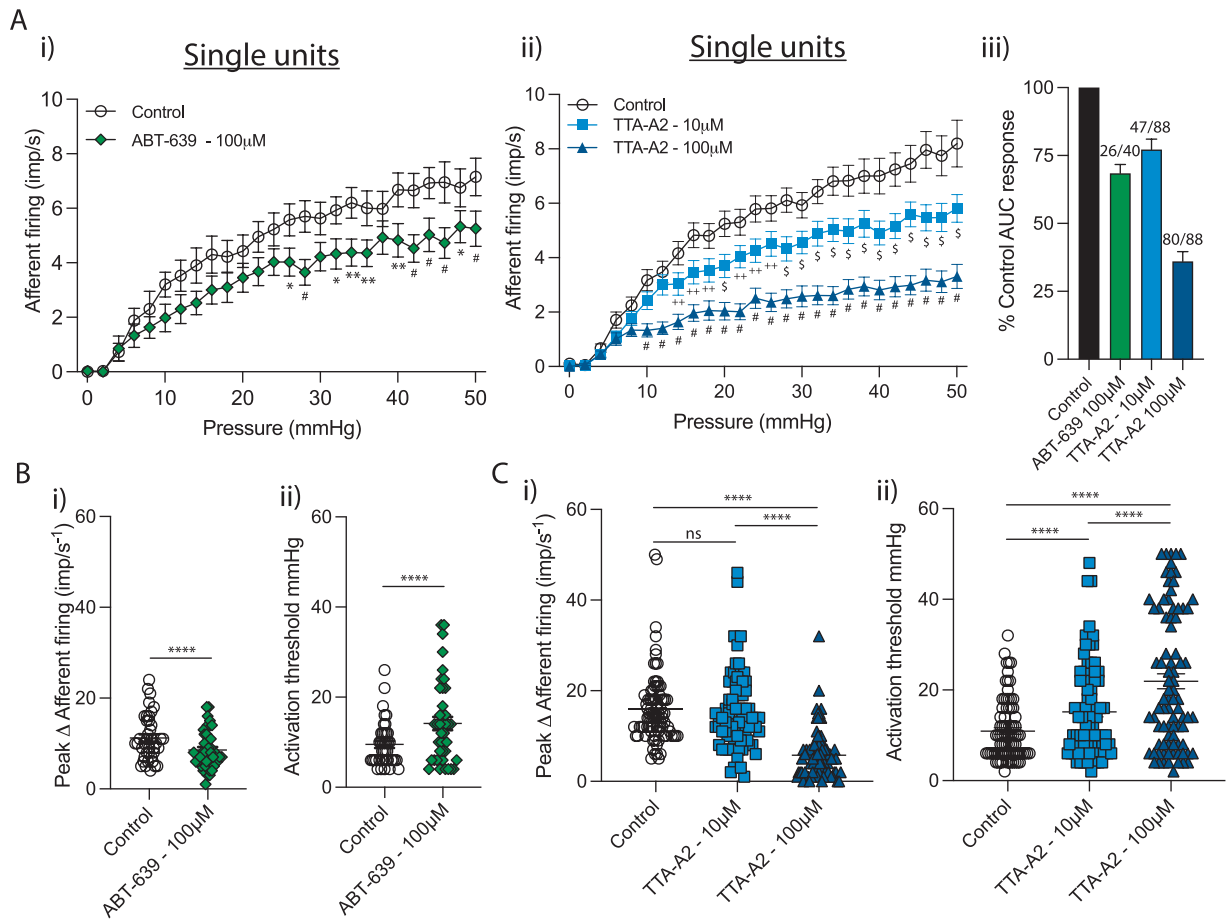 A
i)
Single units
Control
ABT-639 - 100μM
Afferent firing (imp/s)
10
8
6
4
2
0
* # * ** ** ** # # # * #
0 10 20 30 40 50
Pressure (mmHg)
ii)
Single units
Control
TTA-A2 - 10μM
TTA-A2 - 100μM
Afferent firing (imp/s)
10
8
6
4
2
0
++ ++ ++ $ ++ ++ ++ $ $ $ $ $ $ $ $ $ $ $ $
# # # # # # # # # # # # # # # # # # # # #
0 10 20 30 40 50
Pressure (mmHg)
iii)
% Control AUC response
100
75
50
25
0
26/40
47/88
80/88
Control
ABT-639 100μM
TTA-A2 - 10μM
TTA-A2 100μM
B
i)
Peak Δ Afferent firing (imp/s⁻¹)
60
40
20
0
****
Control
ABT-639 - 100μM
ii)
Activation threshold mmHg
60
40
20
0
****
Control
ABT-639 - 100μM
C
i)
Peak Δ Afferent firing (imp/s⁻¹)
60
40
20
0
****
ns
****
Control
TTA-A2 - 10μM
TTA-A2 - 100μM
ii)
Activation threshold mmHg
60
40
20
0
****
****
****
Control
TTA-A2 - 10μM
TTA-A2 - 100μM